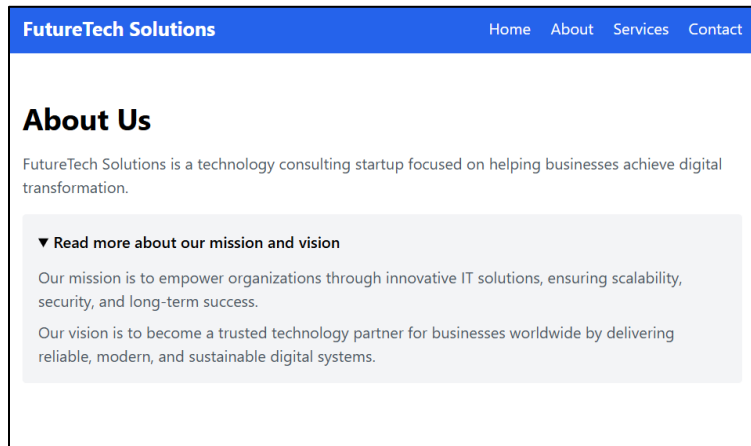 FutureTech Solutions
Home About Services Contact
About Us
FutureTech Solutions is a technology consulting startup focused on helping businesses achieve digital
transformation.
▼ Read more about our mission and vision
Our mission is to empower organizations through innovative IT solutions, ensuring scalability,
security, and long-term success.
Our vision is to become a trusted technology partner for businesses worldwide by delivering
reliable, modern, and sustainable digital systems.